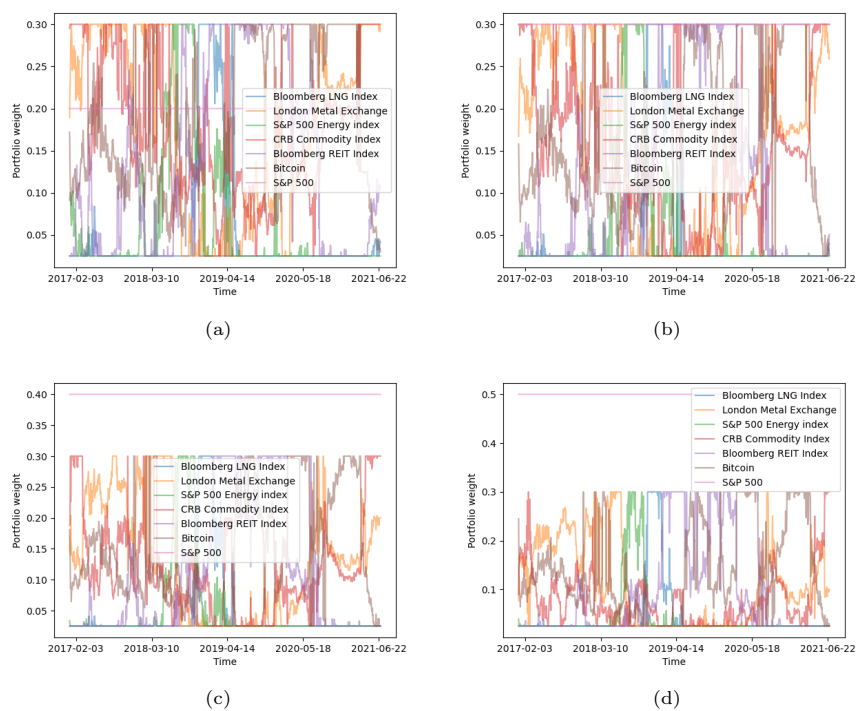 0.30
0.25
0.20
0.15
0.10
0.05
Portfolio weight
Bloomberg LNG Index
London Metal Exchange
S&P 500 Energy index
CRB Commodity Index
Bloomberg REIT Index
Bitcoin
S&P 500
2017-02-03 2018-03-10 2019-04-14 2020-05-18 2021-06-22
Time
(a)
0.30
0.25
0.20
0.15
0.10
0.05
Portfolio weight
Bloomberg LNG Index
London Metal Exchange
S&P 500 Energy index
CRB Commodity Index
Bloomberg REIT Index
Bitcoin
S&P 500
2017-02-03 2018-03-10 2019-04-14 2020-05-18 2021-06-22
Time
(b)
0.40
0.35
0.30
0.25
0.20
0.15
0.10
0.05
Portfolio weight
Bloomberg LNG Index
London Metal Exchange
S&P 500 Energy index
CRB Commodity Index
Bloomberg REIT Index
Bitcoin
S&P 500
2017-02-03 2018-03-10 2019-04-14 2020-05-18 2021-06-22
Time
(c)
0.5
0.4
0.3
0.2
0.1
Portfolio weight
Bloomberg LNG Index
London Metal Exchange
S&P 500 Energy index
CRB Commodity Index
Bloomberg REIT Index
Bitcoin
S&P 500
2017-02-03 2018-03-10 2019-04-14 2020-05-18 2021-06-22
Time
(d)